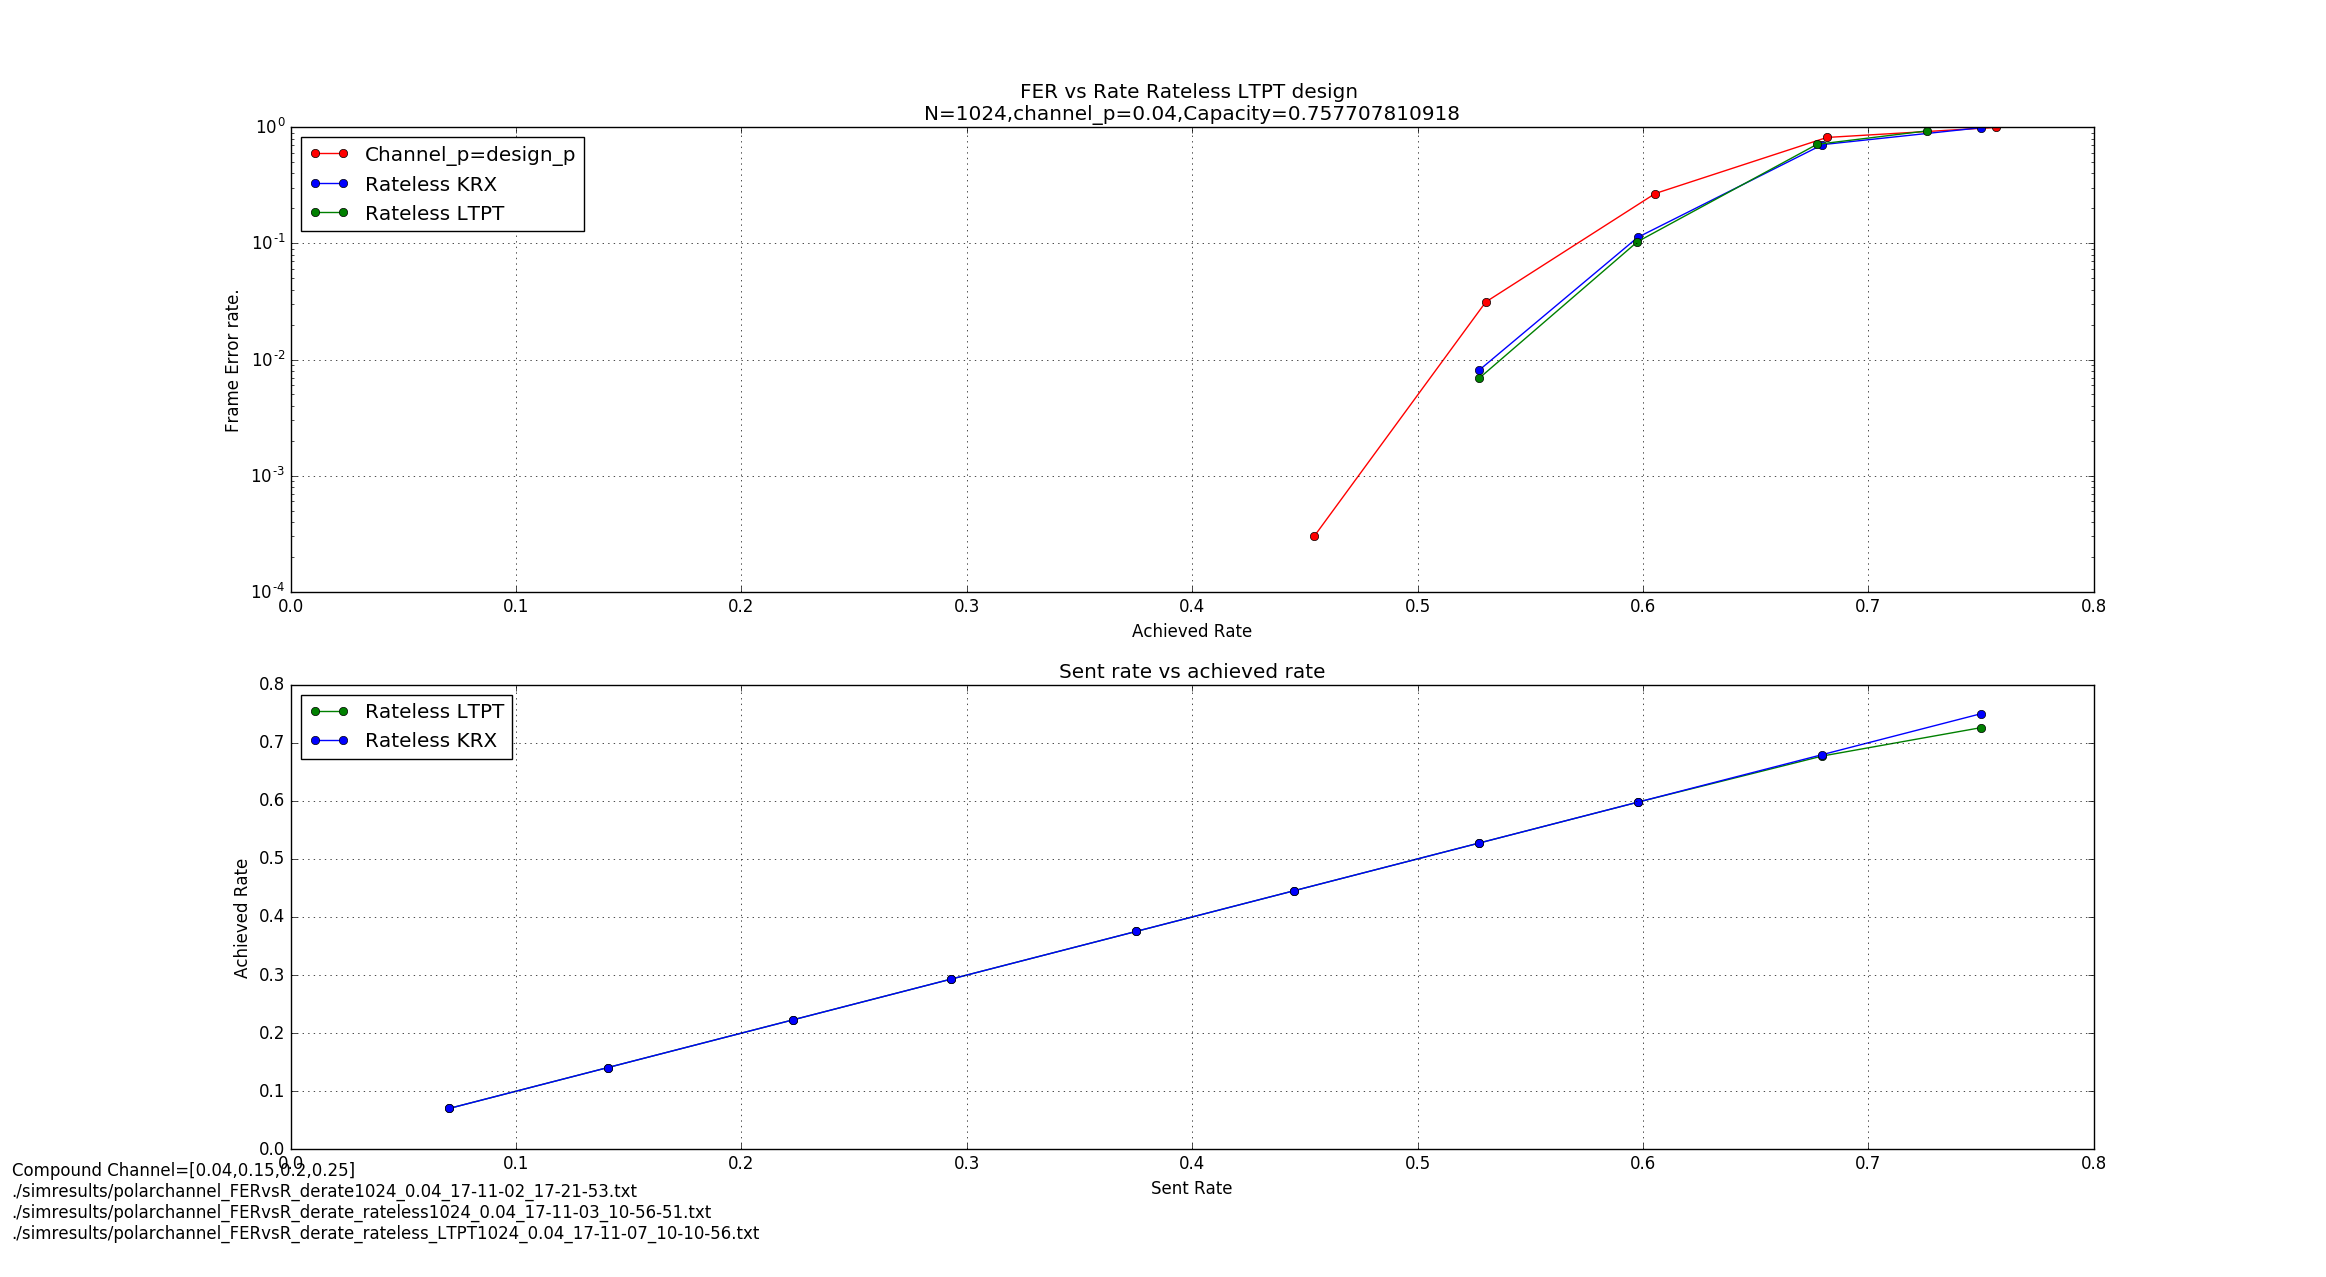 FER vs Rate Rateless LTPT design
N=1024,channel_p=0.04,Capacity=0.757707810918
10^0
10^-1
10^-2
10^-3
10^-4
Frame Error rate.
Channel_p=design_p
Rateless KRX
Rateless LTPT
0.0 0.1 0.2 0.3 0.4 0.5 0.6 0.7 0.8
Achieved Rate
Sent rate vs achieved rate
0.8
0.7
0.6
0.5
0.4
0.3
0.2
0.1
0.0
Achieved Rate
Rateless LTPT
Rateless KRX
0.0 0.1 0.2 0.3 0.4 0.5 0.6 0.7 0.8
Sent Rate
Compound Channel=[0.04,0.15,0.2,0.25]
./simresults/polarchannel_FERvsR_derate1024_0.04_17-11-02_17-21-53.txt
./simresults/polarchannel_FERvsR_derate_rateless1024_0.04_17-11-03_10-56-51.txt
./simresults/polarchannel_FERvsR_derate_rateless_LTPT1024_0.04_17-11-07_10-10-56.txt